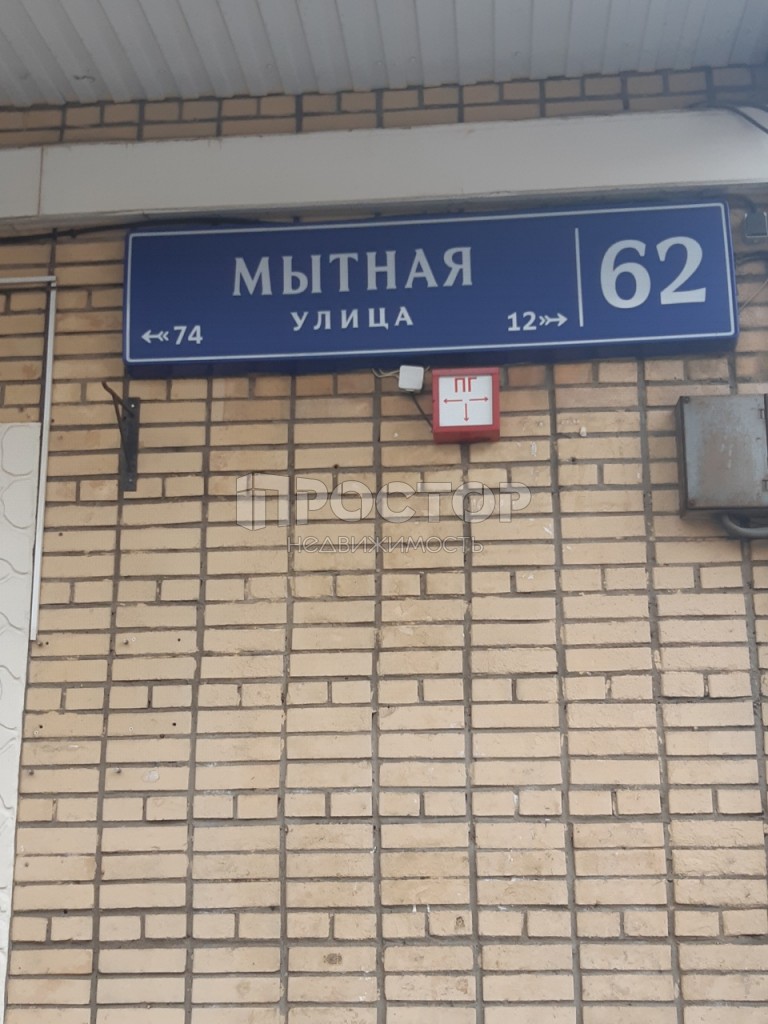 МЫТНАЯ
УЛИЦА
62
←«74
12»→
ПГ
ПРОСТОР
недвижимость